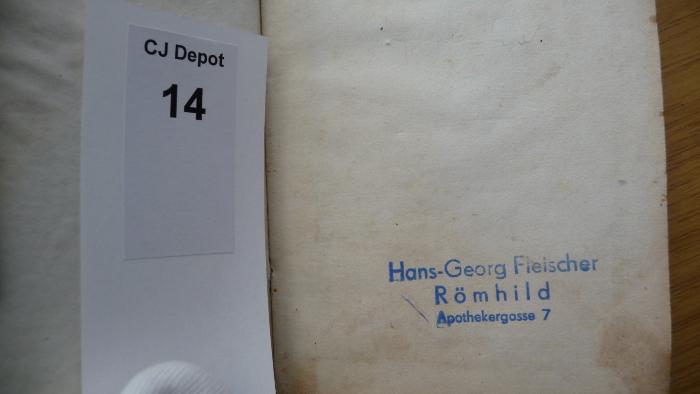 CJ Depot
14
Hans-Georg Fleischer
Römhild
Apothekergasse 7